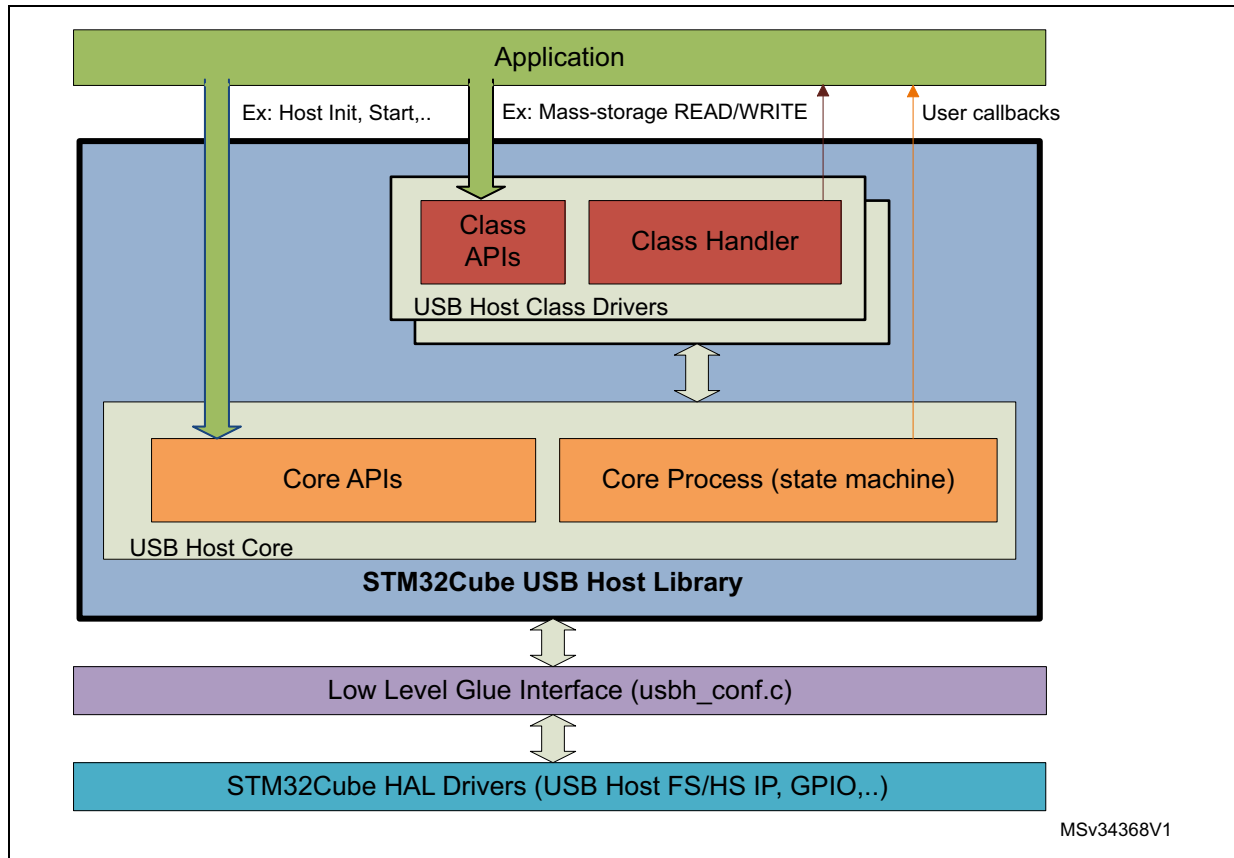 Application
Ex: Host Init, Start,..
Ex: Mass-storage READ/WRITE
User callbacks
Class
APIs
Class Handler
USB Host Class Drivers
Core APIs
Core Process (state machine)
USB Host Core
STM32Cube USB Host Library
Low Level Glue Interface (usbh_conf.c)
STM32Cube HAL Drivers (USB Host FS/HS IP, GPIO,..)
MSv34368V1